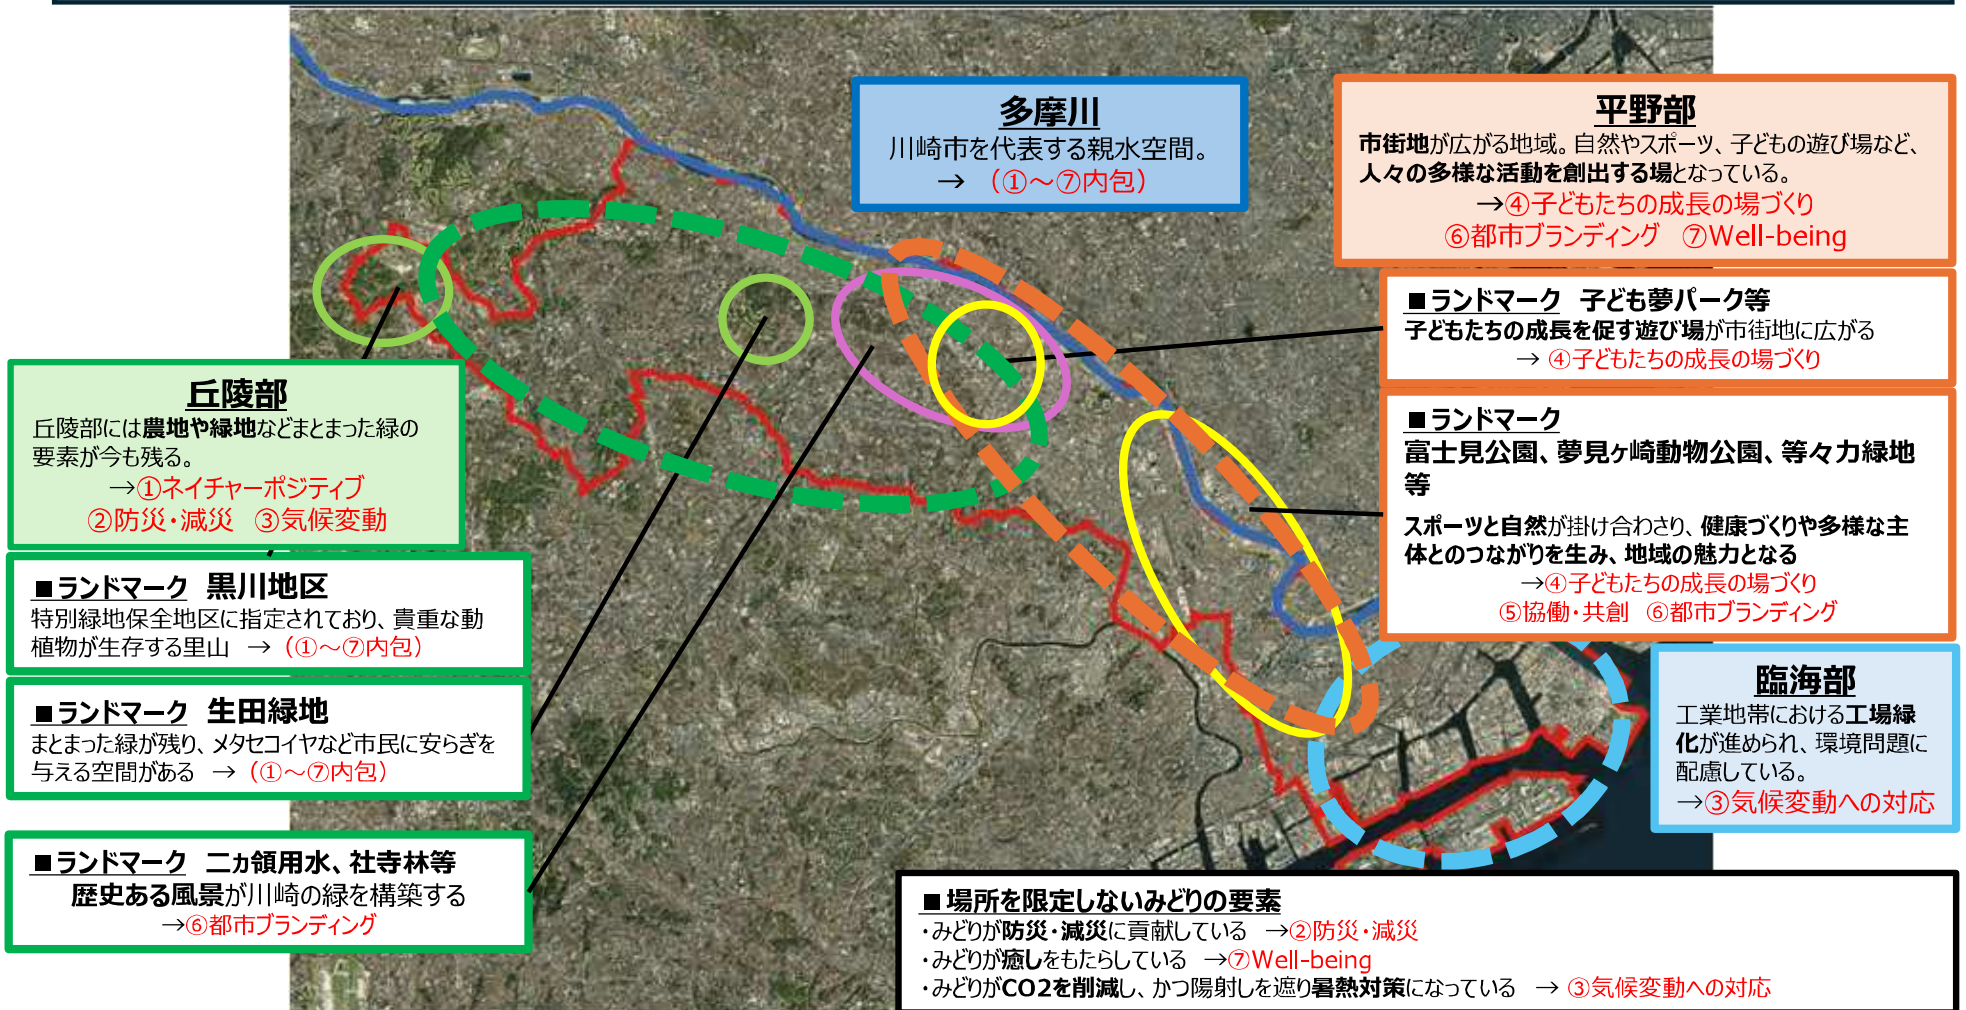 多摩川
川崎市を代表する親水空間。
→ （①～⑦内包）
平野部
市街地が広がる地域。自然やスポーツ、子どもの遊び場など、
人々の多様な活動を創出する場となっている。
→④子どもたちの成長の場づくり
⑥都市ブランディング ⑦Well-being
■ランドマーク 子ども夢パーク等
子どもたちの成長を促す遊び場が市街地に広がる
→ ④子どもたちの成長の場づくり
■ランドマーク
富士見公園、夢見ヶ崎動物公園、等々力緑地
等
スポーツと自然が掛け合わさり、健康づくりや多様な主
体とのつながりを生み、地域の魅力となる
→④子どもたちの成長の場づくり
⑤協働・共創 ⑥都市ブランディング
丘陵部
丘陵部には農地や緑地などまとまった緑の
要素が今も残る。
→①ネイチャーポジティブ
②防災・減災 ③気候変動
■ランドマーク 黒川地区
特別緑地保全地区に指定されており、貴重な動
植物が生存する里山 → （①～⑦内包）
■ランドマーク 生田緑地
まとまった緑が残り、メタセコイヤなど市民に安らぎを
与える空間がある → （①～⑦内包）
■ランドマーク 二ヵ領用水、社寺林等
歴史ある風景が川崎の緑を構築する
→⑥都市ブランディング
臨海部
工業地帯における工場緑
化が進められ、環境問題に
配慮している。
→③気候変動への対応
■場所を限定しないみどりの要素
・みどりが防災・減災に貢献している →②防災・減災
・みどりが癒しをもたらしている →⑦Well-being
・みどりがCO2を削減し、かつ陽射しを遮り暑熱対策になっている → ③気候変動への対応